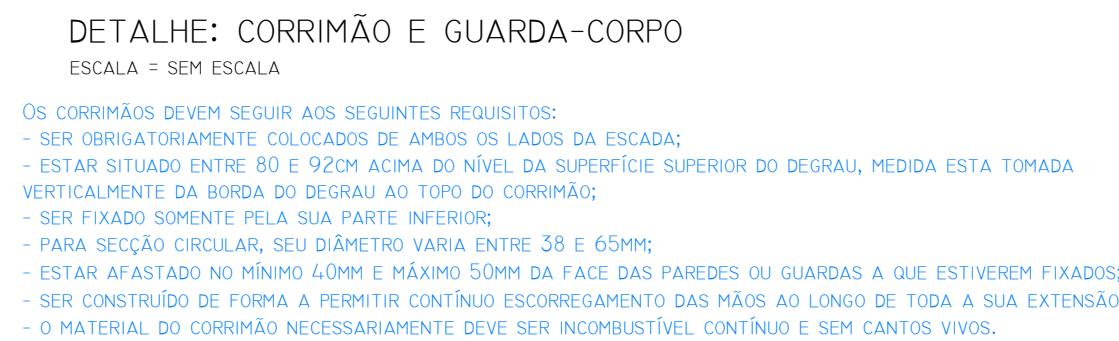 DETALHE: CORRIMÃO E GUARDA-CORPO
ESCALA = SEM ESCALA
OS CORRIMÃOS DEVEM SEGUIR AOS SEGUINTES REQUISITOS:
- SER OBRIGATORIAMENTE COLOCADOS DE AMBOS OS LADOS DA ESCADA;
- ESTAR SITUADO ENTRE 80 E 92CM ACIMA DO NÍVEL DA SUPERFÍCIE SUPERIOR DO DEGRAU, MEDIDA ESTA TOMADA
VERTICALMENTE DA BORDA DO DEGRAU AO TOPO DO CORRIMÃO;
- SER FIXADO SOMENTE PELA SUA PARTE INFERIOR;
- PARA SECÇÃO CIRCULAR, SEU DIÂMETRO VARIA ENTRE 38 E 65MM;
- ESTAR AFASTADO NO MÍNIMO 40MM E MÁXIMO 50MM DA FACE DAS PAREDES OU GUARDAS A QUE ESTIVEREM FIXADOS;
- SER CONSTRUÍDO DE FORMA A PERMITIR CONTÍNUO ESCORREGAMENTO DAS MÃOS AO LONGO DE TODA A SUA EXTENSÃO
- O MATERIAL DO CORRIMÃO NECESSARIAMENTE DEVE SER INCOMBUSTÍVEL CONTÍNUO E SEM CANTOS VIVOS.